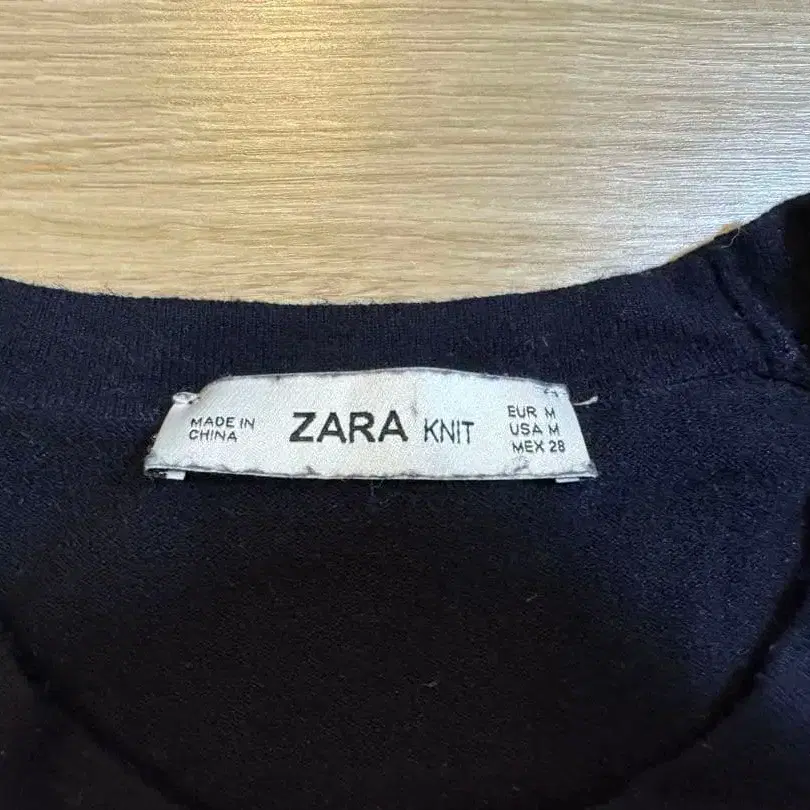 MADE IN
CHINA
ZARA KNIT
EUR M
USA M
MEX 28